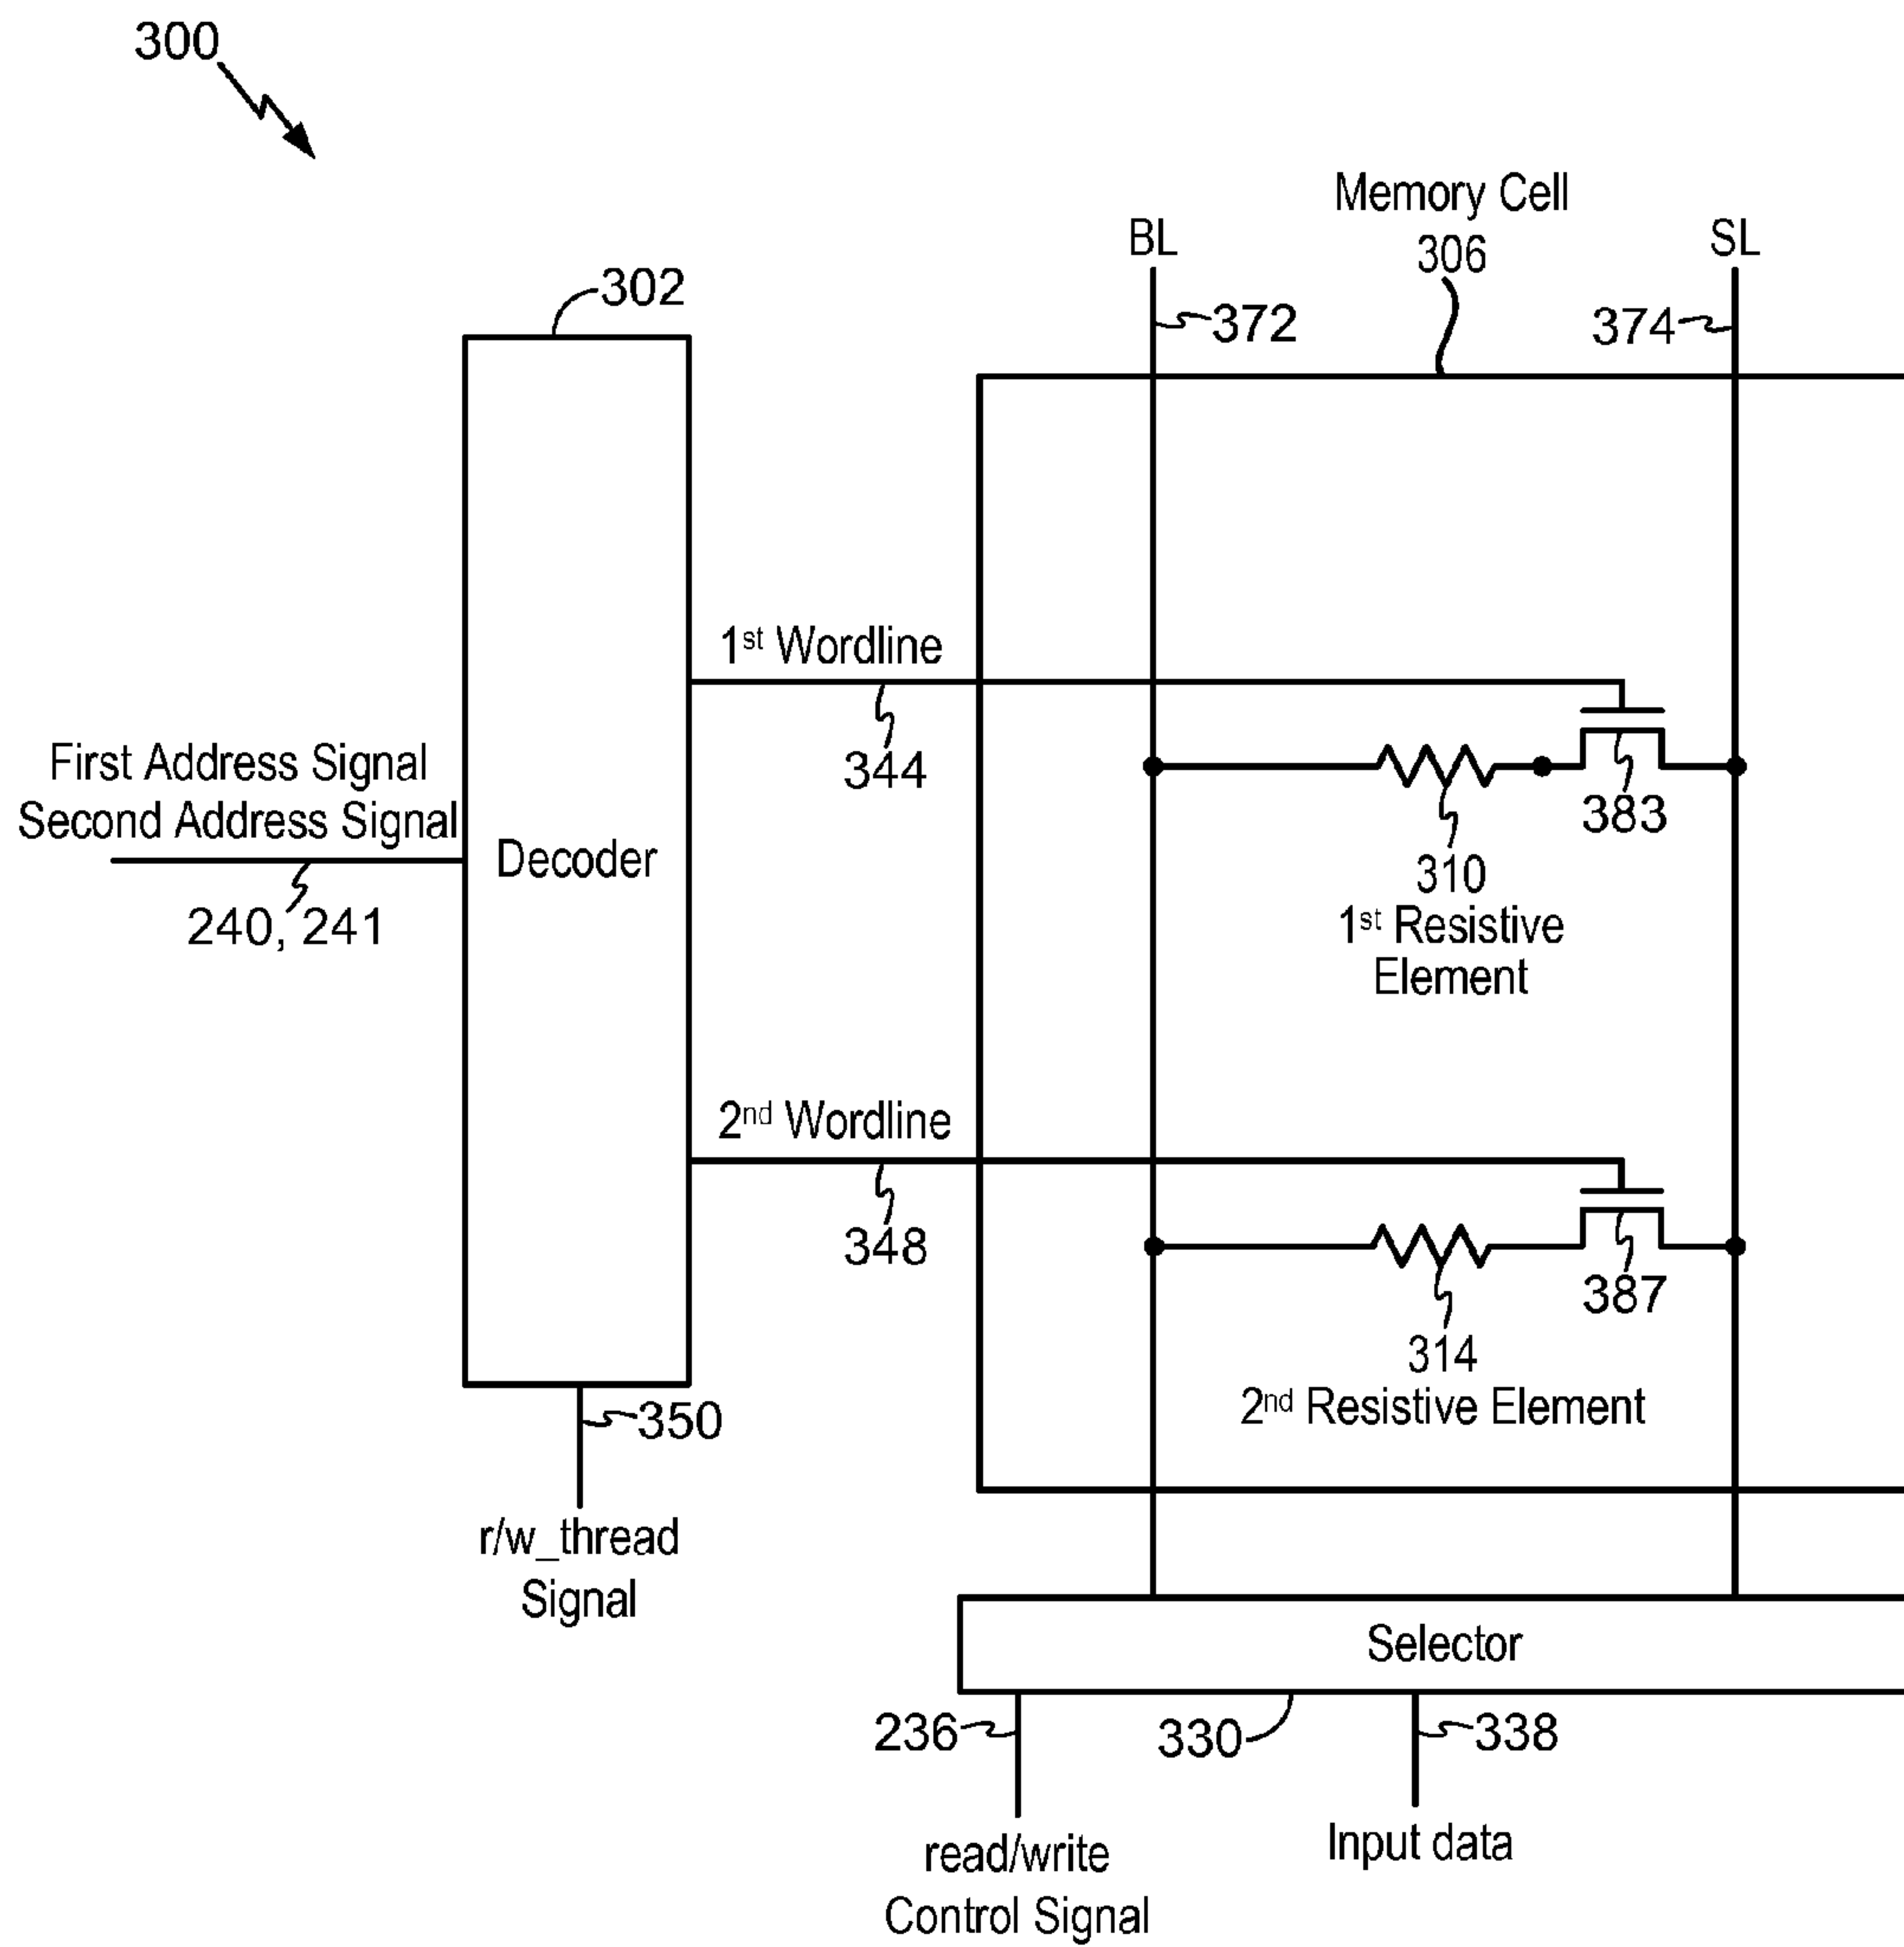 300
Memory Cell
306
BL
SL
302
372
374
1st Wordline
344
First Address Signal
Second Address Signal
240, 241
Decoder
383
310
1st Resistive
Element
2nd Wordline
348
387
314
2nd Resistive Element
350
r/w_thread
Signal
Selector
236
330
338
read/write
Control Signal
Input data